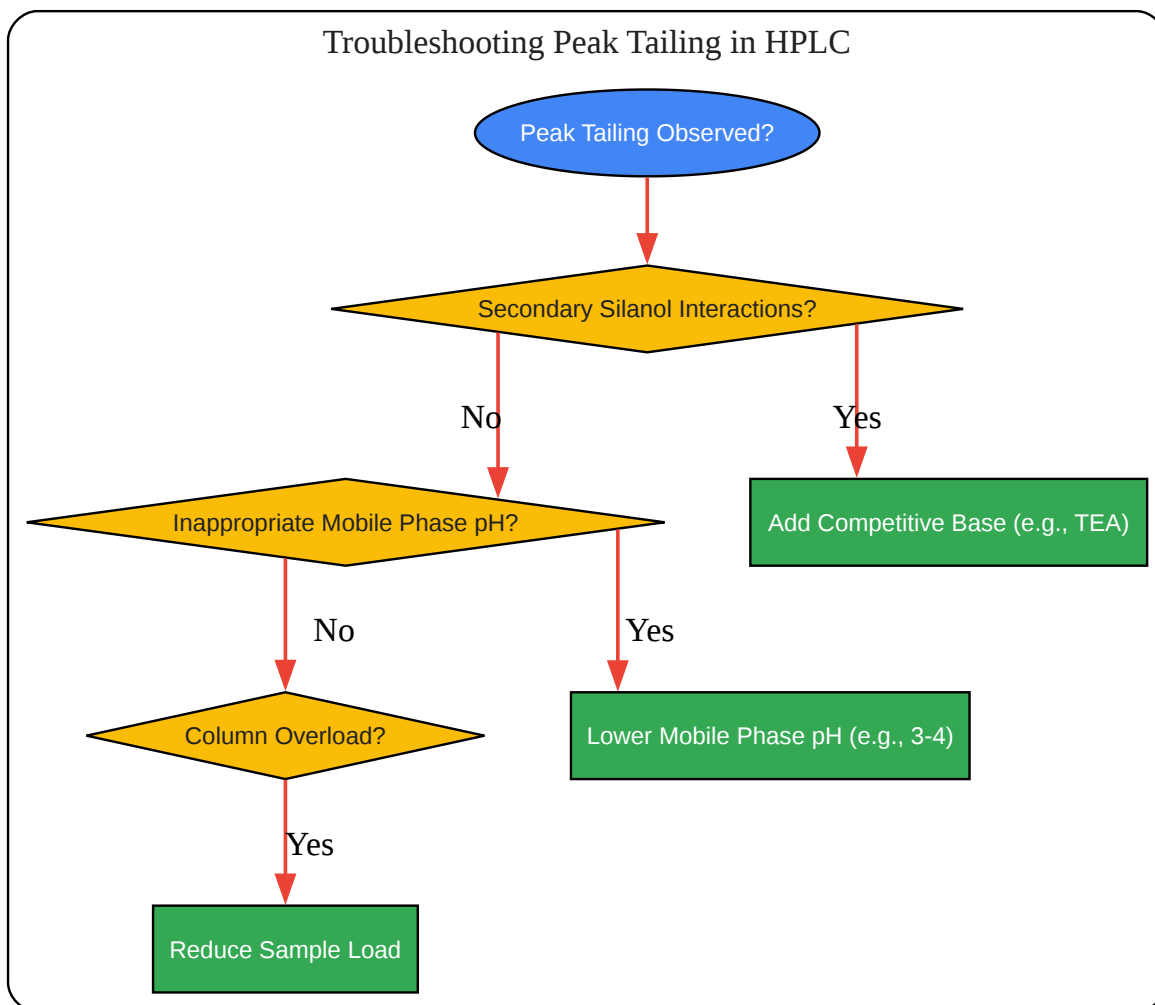 Troubleshooting Peak Tailing in HPLC
Peak Tailing Observed?
Secondary Silanol Interactions?
No
Yes
Inappropriate Mobile Phase pH?
Add Competitive Base (e.g., TEA)
No
Yes
Column Overload?
Lower Mobile Phase pH (e.g., 3-4)
Yes
Reduce Sample Load